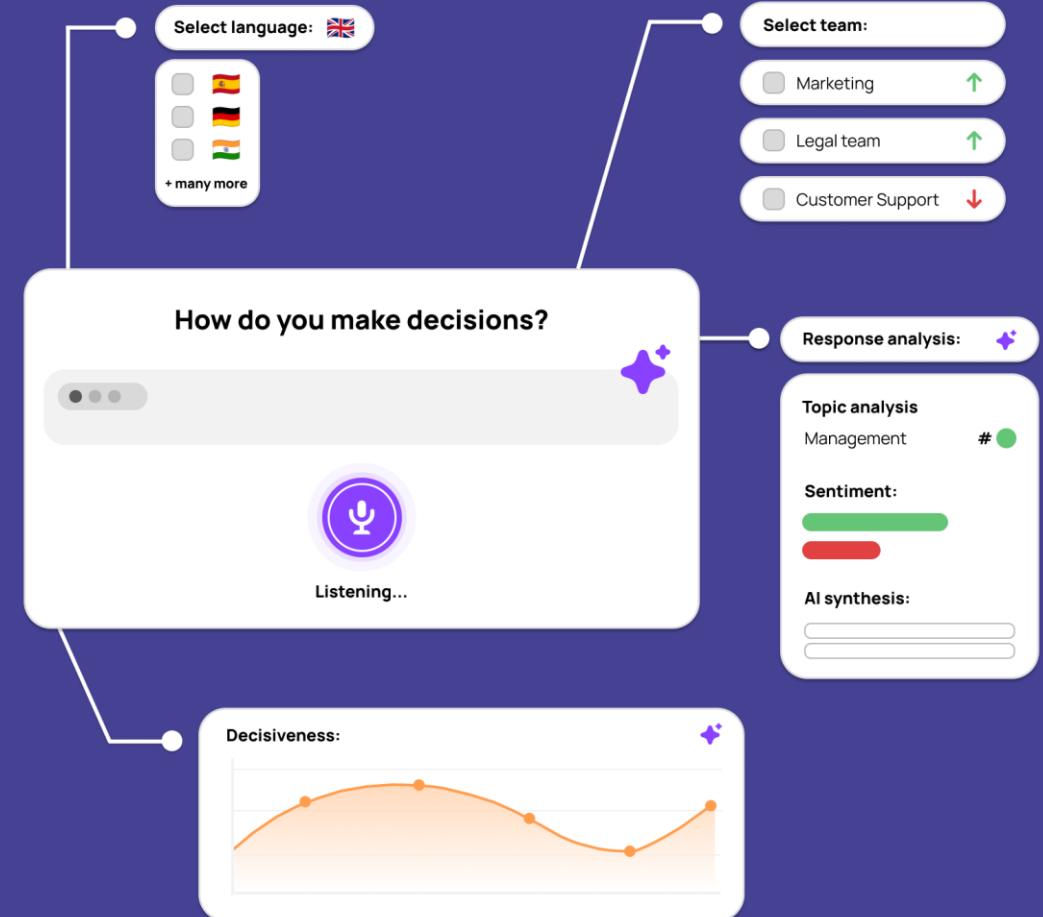 Select language:
+ many more
Select team:
Marketing
Legal team
Customer Support
How do you make decisions?
Listening...
Response analysis:
Topic analysis
Management #
Sentiment:
AI synthesis:
Decisiveness: